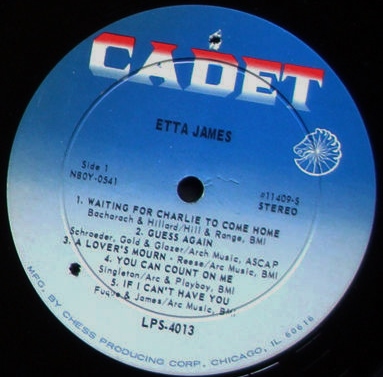 CADET
ETTA JAMES
Side 1
N80Y-0541
#11409-S
STEREO
1. WAITING FOR CHARLIE TO COME HOME
Bacharach & Hilliard/Hill & Range, BMI
2. GUESS AGAIN
Schroeder, Gold & Glazer/Arch Music, ASCAP
3. A LOVER'S MOURN - Reese/Arc Music, BMI
4. YOU CAN COUNT ON ME
Singleton/Arc & Playboy, BMI
5. IF I CAN'T HAVE YOU
Fuqua & James/Arc Music, BMI
LPS-4013
MFG. BY CHESS PRODUCING CORP., CHICAGO, IL 60616